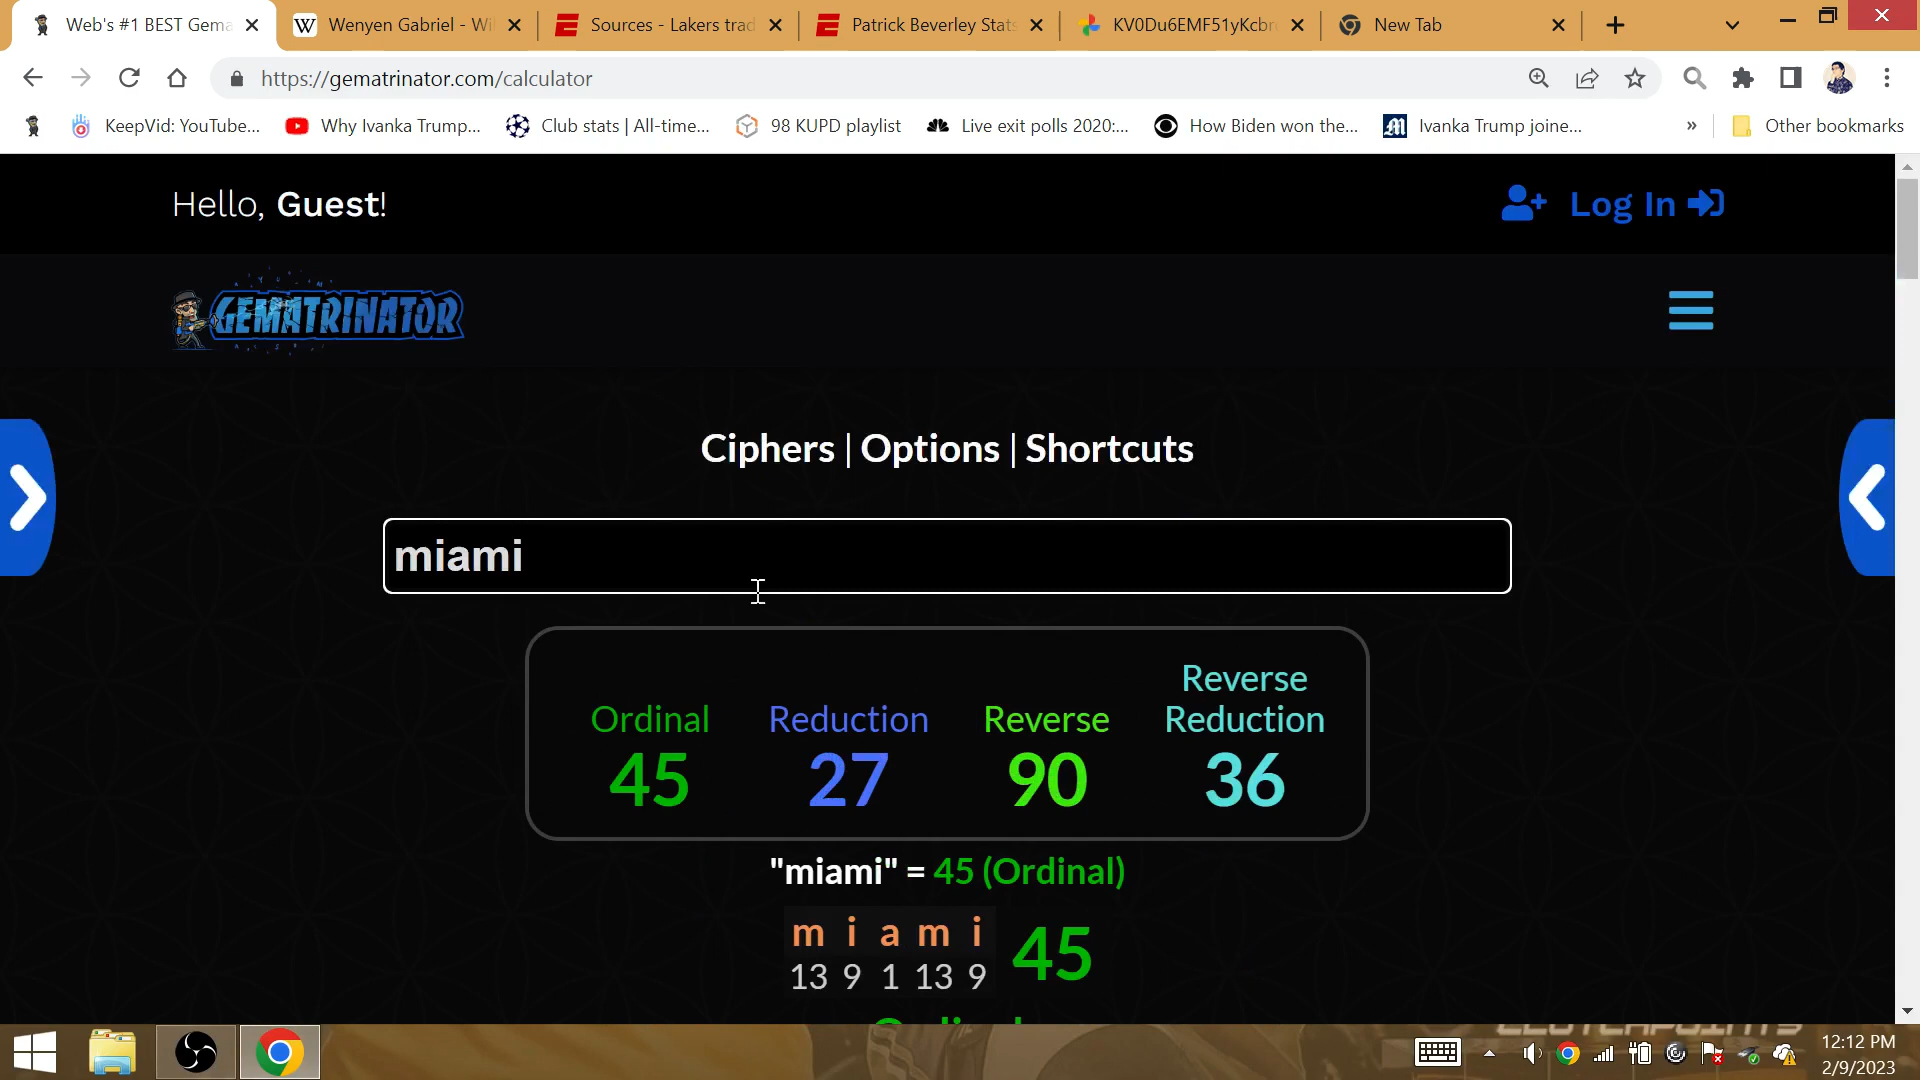 Web's #1 BEST Gema
Wenyen Gabriel - Wi
Sources - Lakers trad
Patrick Beverley Stats
KV0Du6EMF51yKcbr
New Tab
https://gematrinator.com/calculator
KeepVid: YouTube...
Why Ivanka Trump...
Club stats | All-time...
98 KUPD playlist
Live exit polls 2020:...
How Biden won the...
Ivanka Trump joine...
»
Other bookmarks
Hello, Guest!
Log In
GEMATRINATOR
Ciphers | Options | Shortcuts
miami
Ordinal
45
Reduction
27
Reverse
90
Reverse
Reduction
36
"miami" = 45 (Ordinal)
m i a m i
13 9 1 13 9
45
CLUTCHPOINTS
12:12 PM
2/9/2023